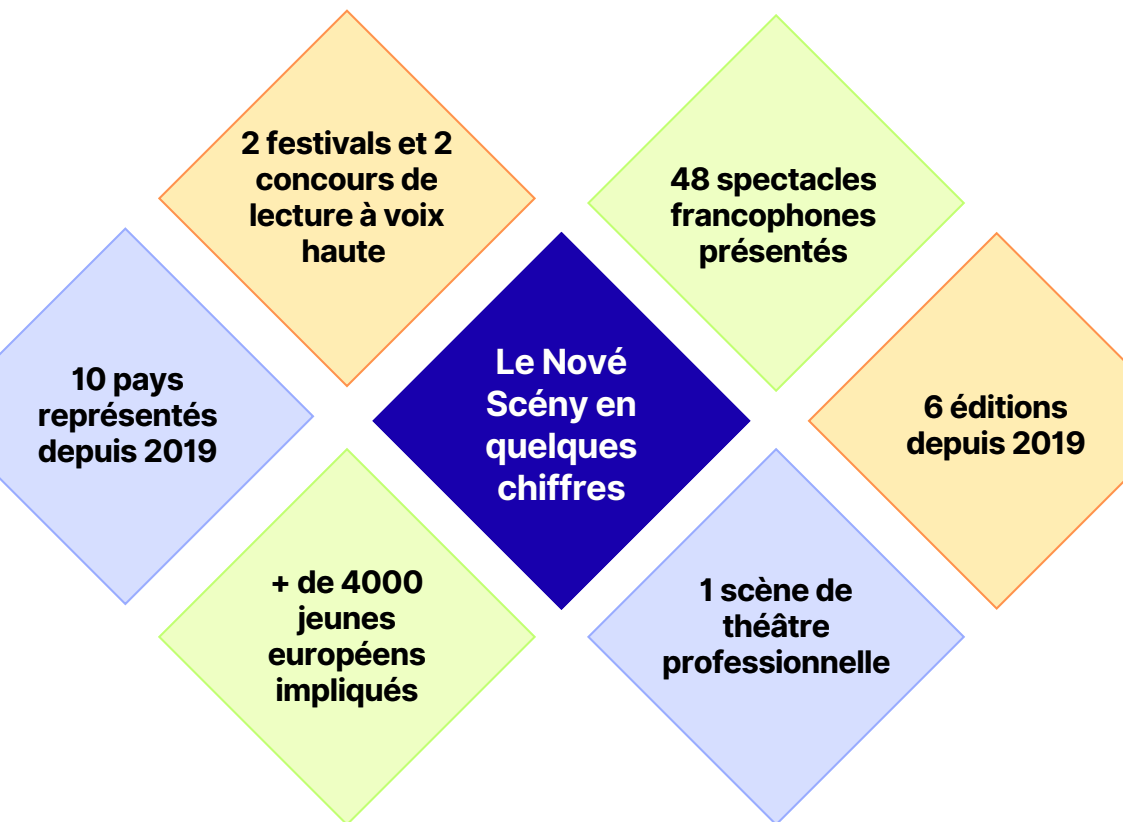 2 festivals et 2
concours de
lecture à voix
haute
48 spectacles
francophones
présentés
10 pays
représentés
depuis 2019
Le Nové
Scény en
quelques
chiffres
6 éditions
depuis 2019
+ de 4000
jeunes
européens
impliqués
1 scène de
théâtre
professionnelle